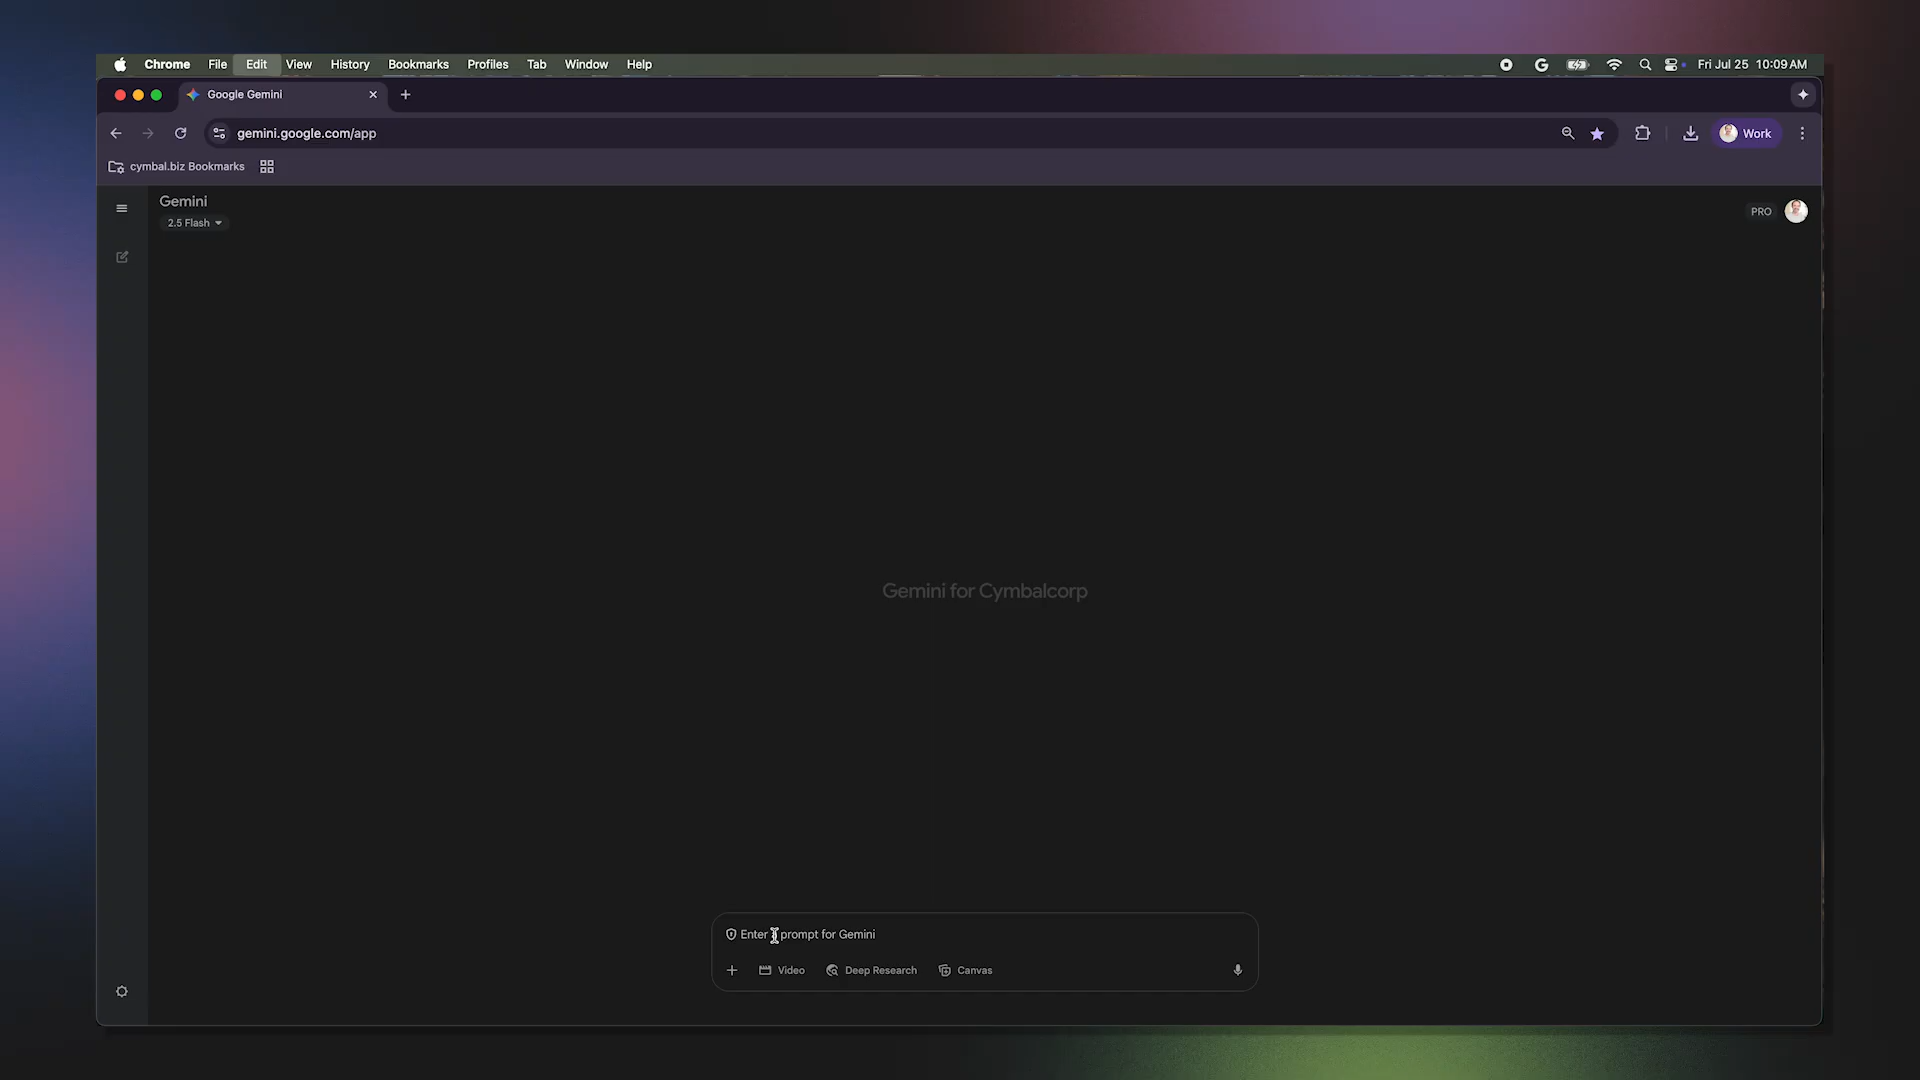 Chrome File Edit View History Bookmarks Profiles Tab Window Help Fri Jul 25 10:09 AM
Google Gemini
gemini.google.com/app Work
cymbal.biz Bookmarks
Gemini
2.5 Flash
PRO
Gemini for Cymbalcorp
Enter prompt for Gemini
Video Deep Research Canvas